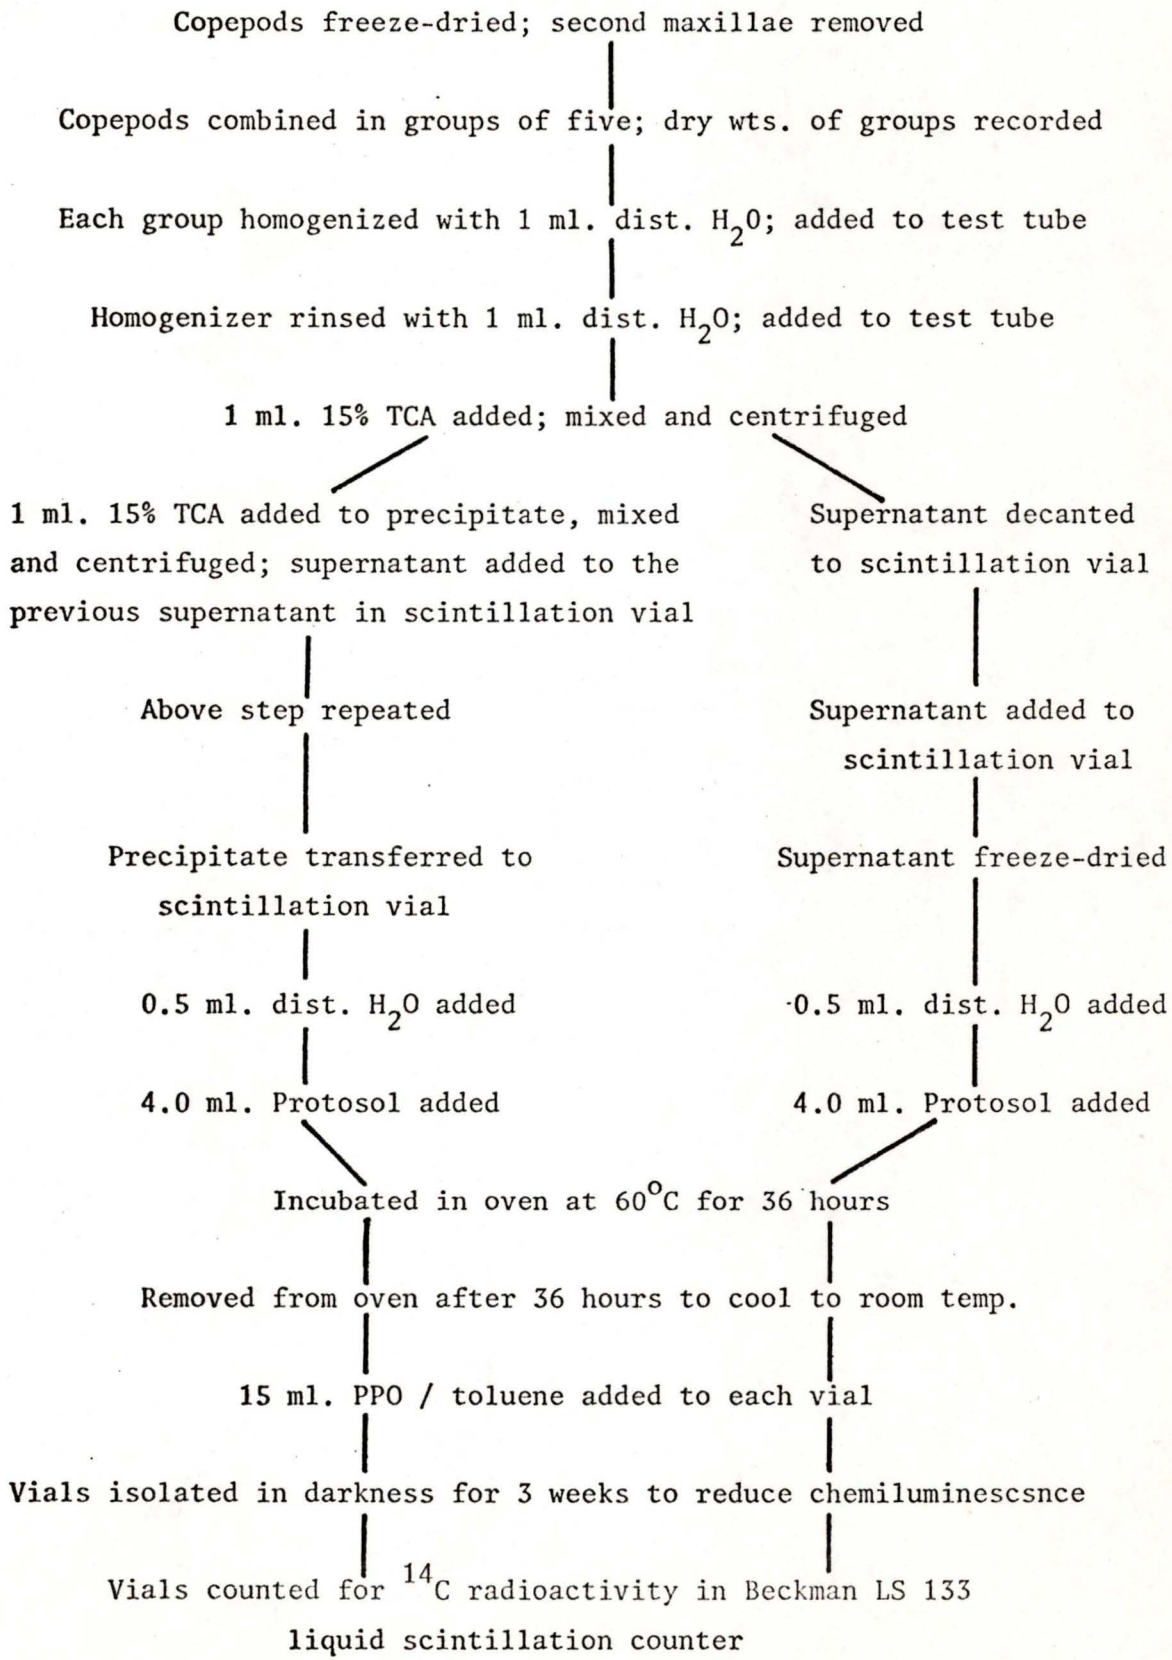 Copepods freeze-dried; second maxillae removed
Copepods combined in groups of five; dry wts. of groups recorded
Each group homogenized with 1 ml. dist. H2O; added to test tube
Homogenizer rinsed with 1 ml. dist. H2O; added to test tube
1 ml. 15% TCA added; mixed and centrifuged
1 ml. 15% TCA added to precipitate, mixed
and centrifuged; supernatant added to the
previous supernatant in scintillation vial
Above step repeated
Precipitate transferred to
scintillation vial
0.5 ml. dist. H2O added
4.0 ml. Protosol added
Supernatant decanted
to scintillation vial
Supernatant added to
scintillation vial
Supernatant freeze-dried
0.5 ml. dist. H2O added
4.0 ml. Protosol added
Incubated in oven at 60°C for 36 hours
Removed from oven after 36 hours to cool to room temp.
15 ml. PPO / toluene added to each vial
Vials isolated in darkness for 3 weeks to reduce chemiluminescsnce
Vials counted for 14C radioactivity in Beckman LS 133
liquid scintillation counter